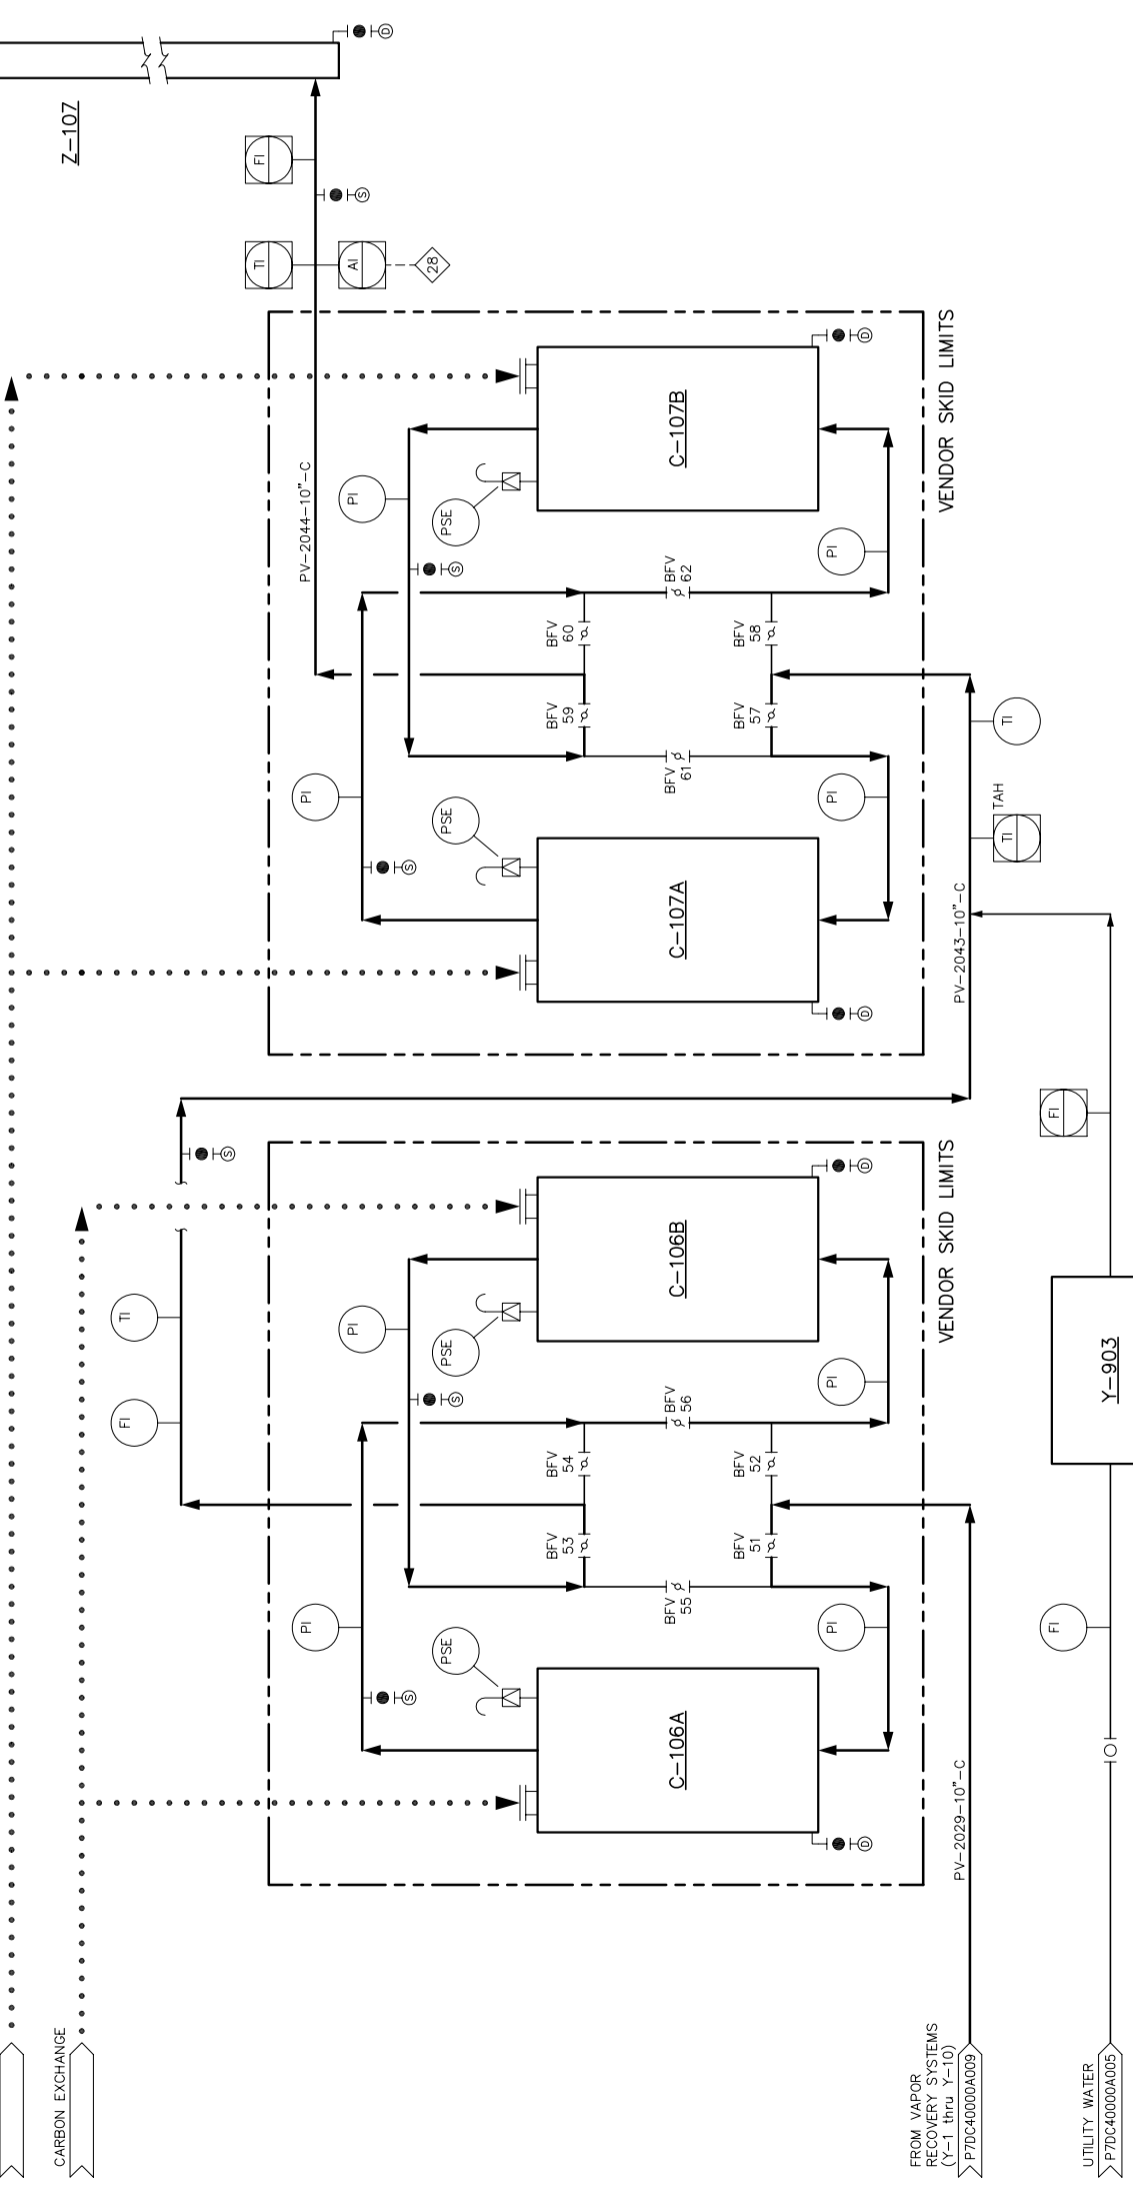 CARBON EXCHANGE
FROM VAPOR
RECOVERY SYSTEMS
(Y-1 thru Y-10)
P7DC40000A009
UTILITY WATER
P7DC40000A005
PV-2029-10"-C
FI
Y-903
FI
C-106A
PSE
PI
PI
S
D
BFV
53
BFV
54
BFV
55
BFV
56
BFV
51
BFV
52
C-106B
PSE
PI
PI
S
D
VENDOR SKID LIMITS
FI
TI
S
PV-2043-10"-C
TI
TAH
TI
C-107A
PSE
PI
PI
S
D
BFV
59
BFV
60
BFV
61
BFV
62
BFV
57
BFV
58
C-107B
PSE
PI
PI
S
D
VENDOR SKID LIMITS
PV-2044-10"-C
TI
AI
28
FI
S
Z-107
D